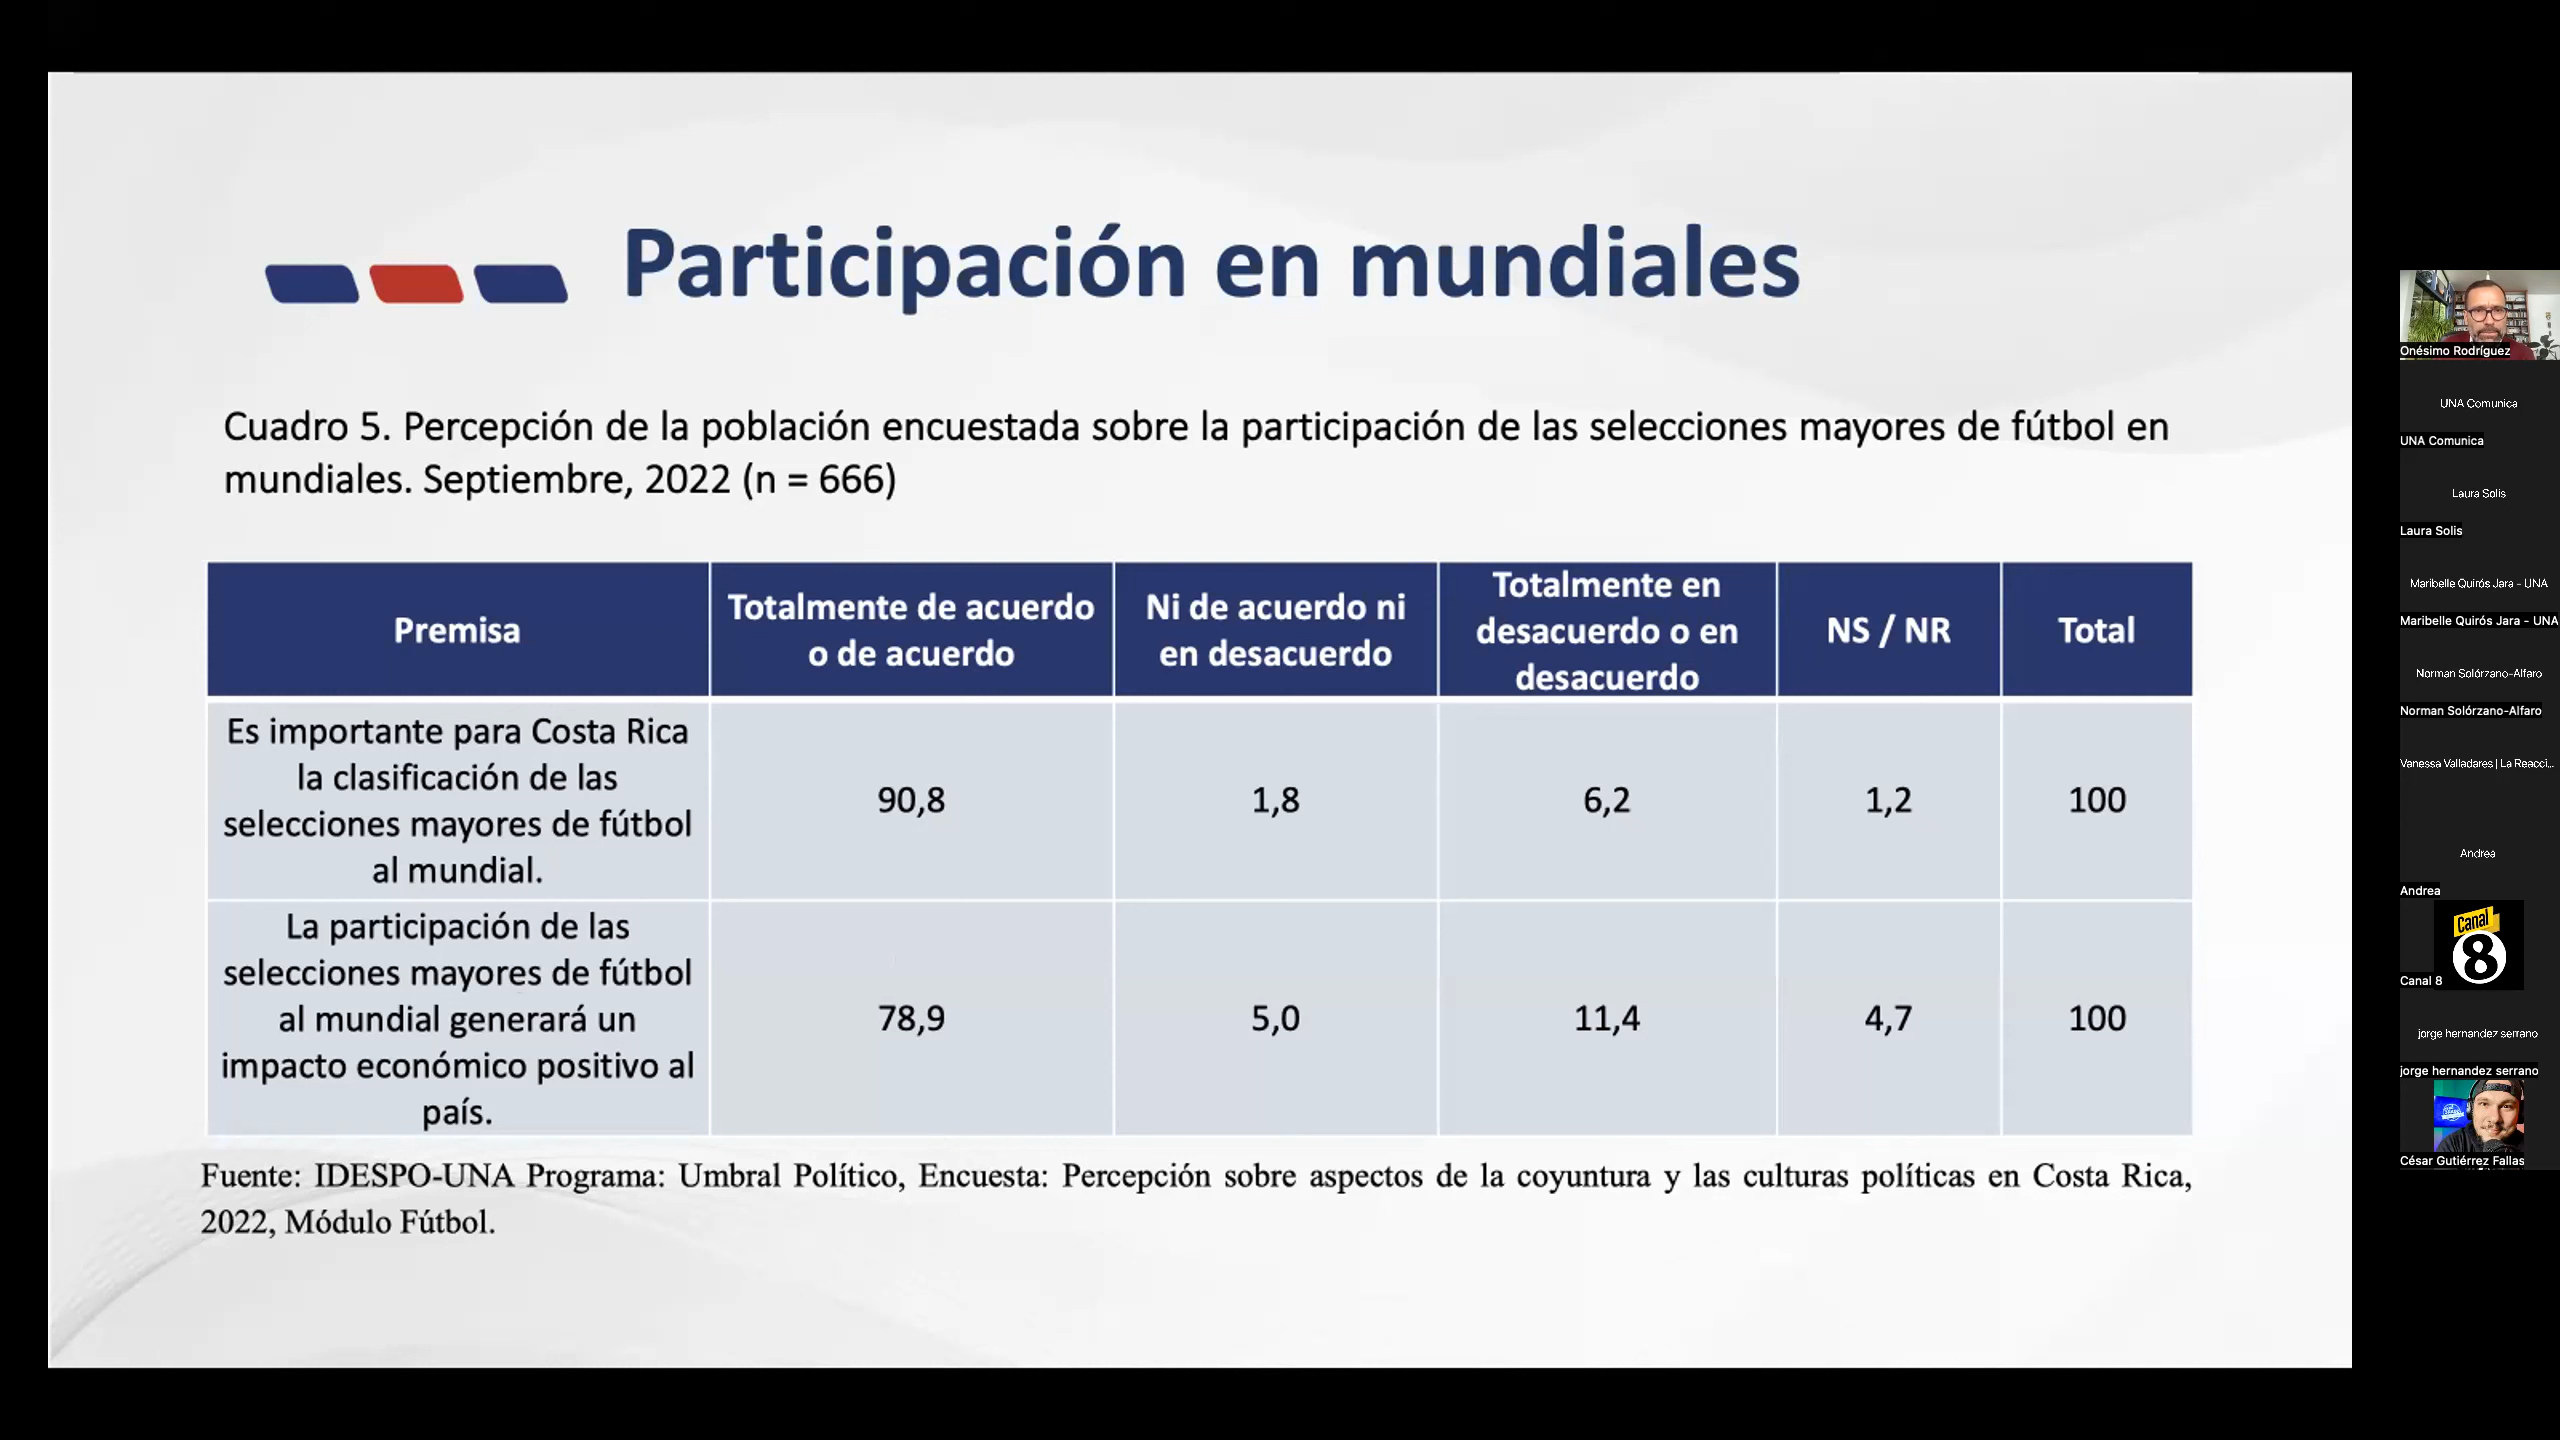 Participación en mundiales
Cuadro 5. Percepción de la población encuestada sobre la participación de las selecciones mayores de fútbol en
mundiales. Septiembre, 2022 (n = 666)
Premisa
Totalmente de acuerdo
o de acuerdo
Ni de acuerdo ni
en desacuerdo
Totalmente en
desacuerdo o en
desacuerdo
NS / NR
Total
Es importante para Costa Rica
la clasificación de las
selecciones mayores de fútbol
al mundial.
90,8
1,8
6,2
1,2
100
La participación de las
selecciones mayores de fútbol
al mundial generará un
impacto económico positivo al
país.
78,9
5,0
11,4
4,7
100
Fuente: IDESPO-UNA Programa: Umbral Político, Encuesta: Percepción sobre aspectos de la coyuntura y las culturas políticas en Costa Rica,
2022, Módulo Fútbol.
Onésimo Rodríguez
UNA Comunica
UNA Comunica
Laura Solis
Laura Solis
Maribelle Quirós Jara - UNA
Maribelle Quirós Jara - UNA
Norman Solórzano-Alfaro
Norman Solórzano-Alfaro
Vanessa Valladares | La Reacci...
Andrea
Andrea
Canal
8
Canal 8
jorge hernandez serrano
jorge hernandez serrano
César Gutiérrez Fallas